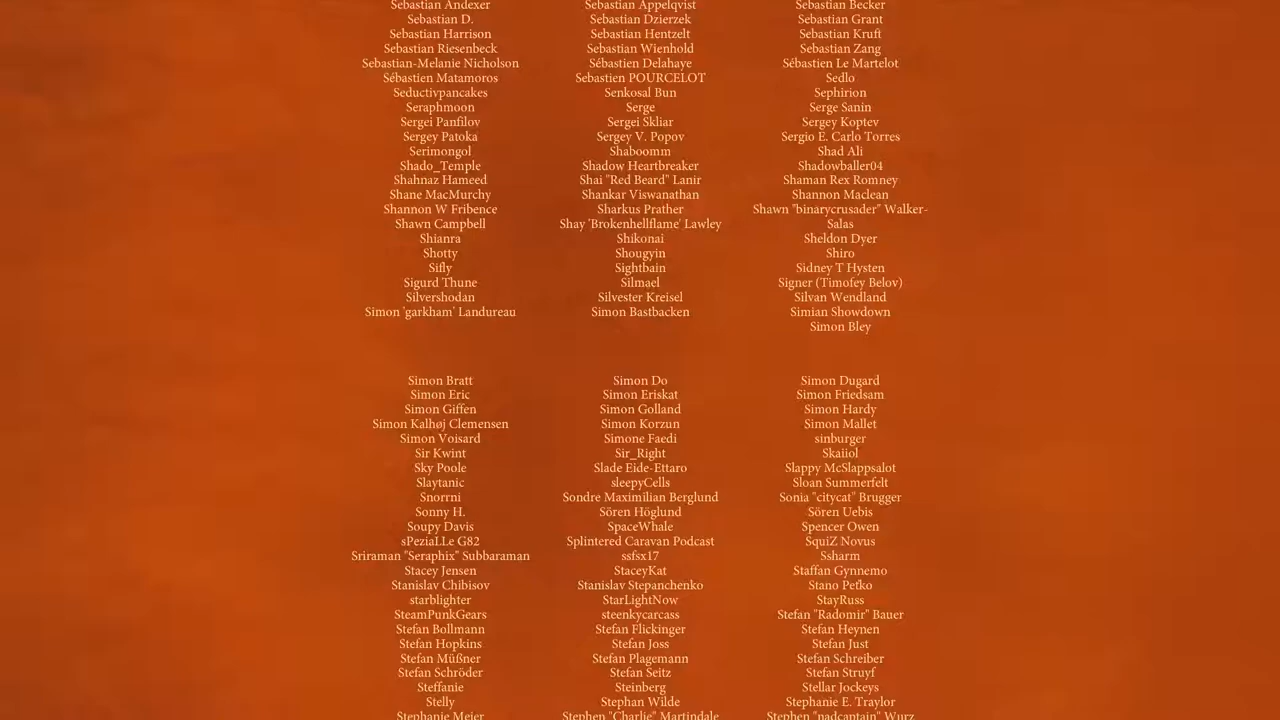 Sebastian Andexer Sebastian Appelqvist Sebastian Becker
Sebastian D. Sebastian Dzierzek Sebastian Grant
Sebastian Harrison Sebastian Hentzelt Sebastian Kruft
Sebastian Riesenbeck Sebastian Wienhold Sebastian Zang
Sebastian-Melanie Nicholson Sébastien Delahaye Sébastien Le Martelot
Sébastien Matamoros Sebastien POURCELOT Sedlo
Seductivpancakes Senkosal Bun Sephirion
Seraphmoon Serge Serge Sanin
Sergei Panfilov Sergei Skliar Sergey Koptev
Sergey Patoka Sergey V. Popov Sergio E. Carlo Torres
Serimongol Shaboomm Shad Ali
Shado_Temple Shadow Heartbreaker Shadowballer04
Shahnaz Hameed Shai "Red Beard" Lanir Shaman Rex Romney
Shane MacMurchy Shankar Viswanathan Shannon Maclean
Shannon W Fribence Sharkus Prather Shawn "binarycrusader" Walker-
Shawn Campbell Shay 'Brokenhellflame' Lawley Salas
Shianra Shikonai Sheldon Dyer
Shotty Shougyin Shiro
Sifly Sightbain Sidney T Hysten
Sigurd Thune Silmael Signer (Timofey Belov)
Silvershodan Silvester Kreisel Silvan Wendland
Simon 'garkham' Landureau Simon Bastbacken Simian Showdown
Simon Bley
Simon Bratt Simon Do Simon Dugard
Simon Eric Simon Eriskat Simon Friedsam
Simon Giffen Simon Golland Simon Hardy
Simon Kalhøj Clemensen Simon Korzun Simon Mallet
Simon Voisard Simone Faedi sinburger
Sir Kwint Sir_Right Skaiiol
Sky Poole Slade Eide-Ettaro Slappy McSlappsalot
Slaytanic sleepyCells Sloan Summerfelt
Snorrni Sondre Maximilian Berglund Sonia "citycat" Brugger
Sonny H. Sören Höglund Sören Uebis
Soupy Davis SpaceWhale Spencer Owen
sPeziaLLe G82 Splintered Caravan Podcast SquiZ Novus
Sriraman "Seraphix" Subbaraman ssfsx17 Ssharm
Stacey Jensen StaceyKat Staffan Gynnemo
Stanislav Chibisov Stanislav Stepanchenko Stano Peťko
starblighter StarLightNow StayRuss
SteamPunkGears steenkycarcass Stefan "Radomir" Bauer
Stefan Bollmann Stefan Flickinger Stefan Heynen
Stefan Hopkins Stefan Joss Stefan Just
Stefan Müßner Stefan Plagemann Stefan Schreiber
Stefan Schröder Stefan Seitz Stefan Struyf
Steffanie Steinberg Stellar Jockeys
Stelly Stephan Wilde Stephanie E. Traylor
Stephanie Meier Stephen "Charlie" Martindale Stephen "nadcaptain" Wurz